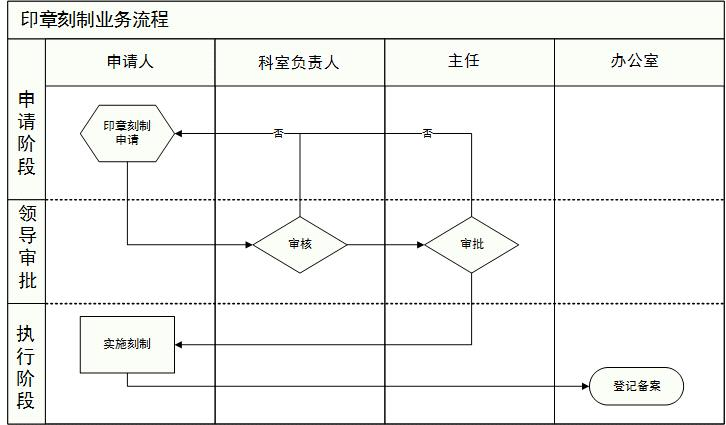 印章刻制业务流程
申请人 科室负责人 主任 办公室
申请阶段
印章刻制
申请
否 否
领导审批
审核 审批
执行阶段
实施刻制
登记备案